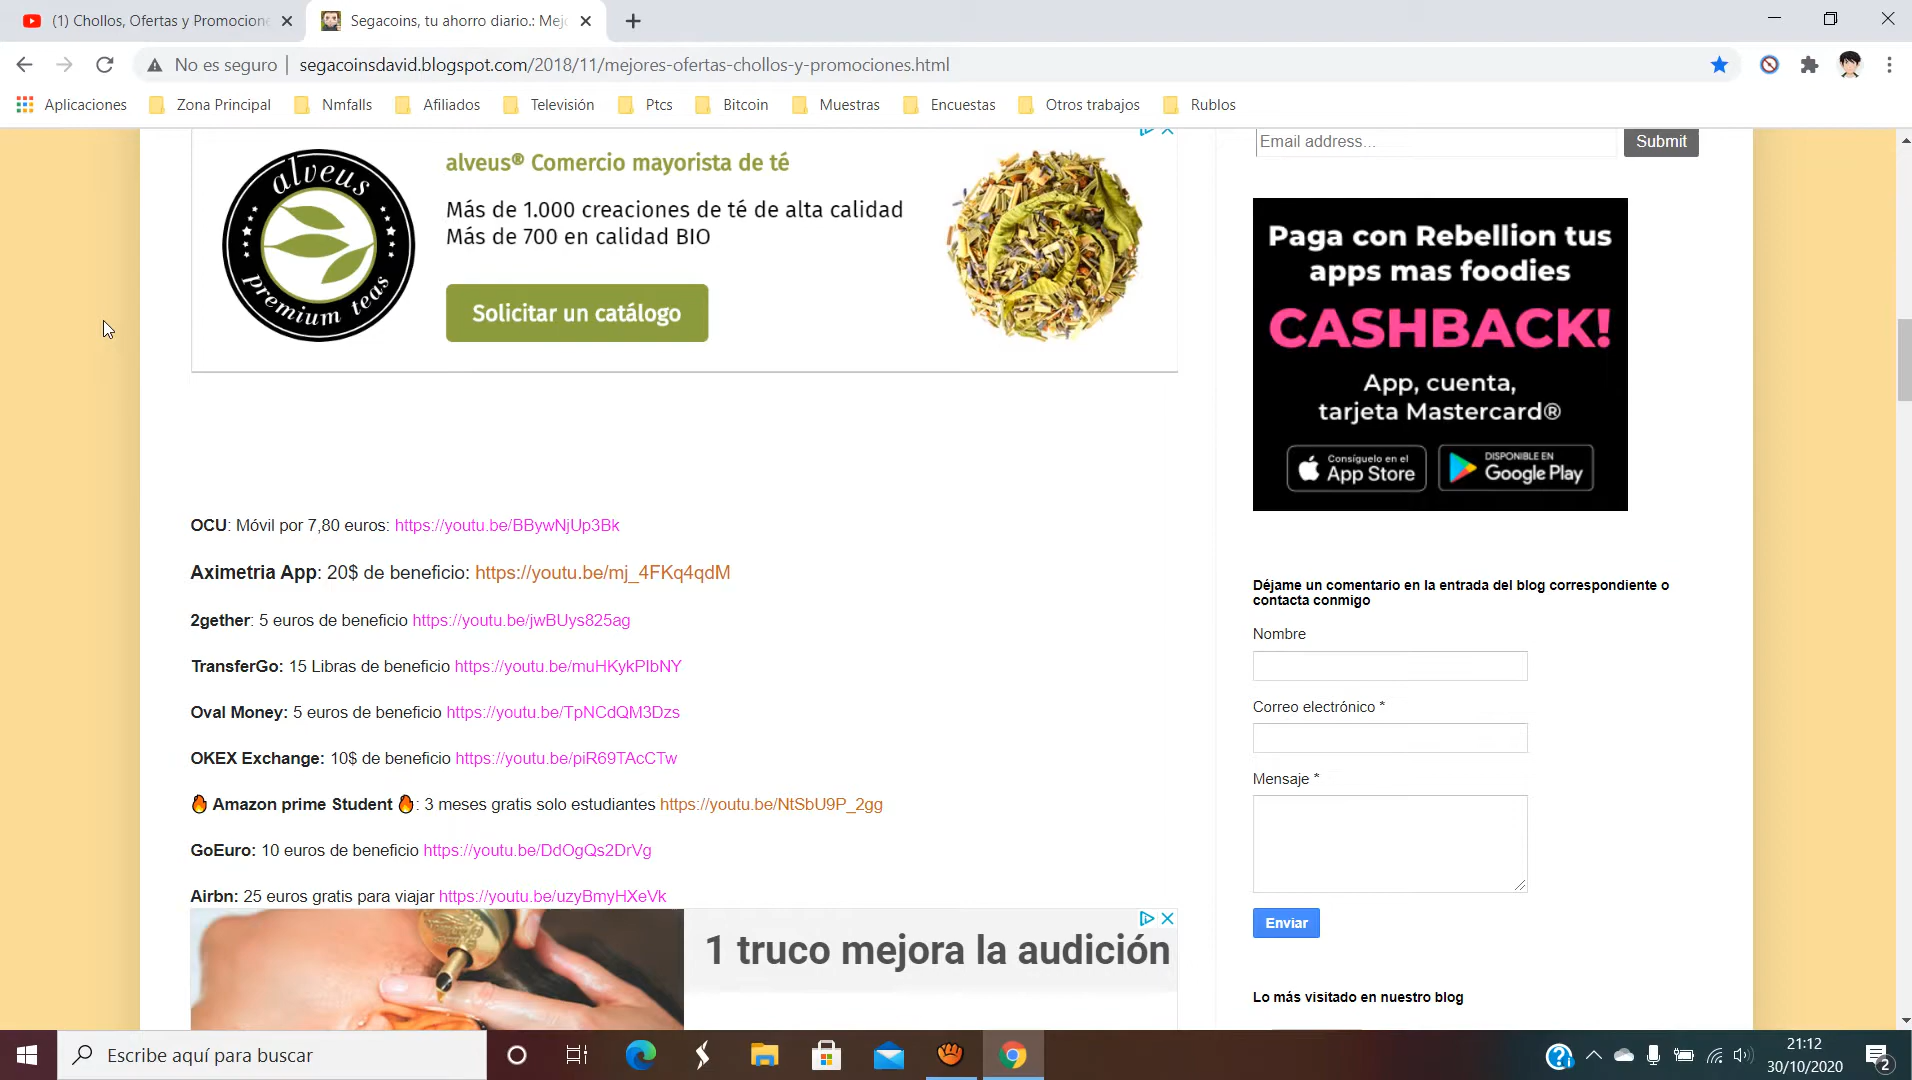 (1) Chollos, Ofertas y Promocione
Segacoins, tu ahorro diario.: Mej
No es seguro
segacoinsdavid.blogspot.com/2018/11/mejores-ofertas-chollos-y-promociones.html
Aplicaciones
Zona Principal
Nmfalls
Afiliados
Televisión
Ptcs
Bitcoin
Muestras
Encuestas
Otros trabajos
Rublos
alveus
premium teas
alveus® Comercio mayorista de té
Más de 1.000 creaciones de té de alta calidad
Más de 700 en calidad BIO
Solicitar un catálogo
OCU: Móvil por 7,80 euros: https://youtu.be/BBywNjUp3Bk
Aximetria App: 20$ de beneficio: https://youtu.be/mj_4FKq4qdM
2gether: 5 euros de beneficio https://youtu.be/jwBUys825ag
TransferGo: 15 Libras de beneficio https://youtu.be/muHKykPIbNY
Oval Money: 5 euros de beneficio https://youtu.be/TpNCdQM3Dzs
OKEX Exchange: 10$ de beneficio https://youtu.be/piR69TAcCTw
🔥 Amazon prime Student 🔥: 3 meses gratis solo estudiantes https://youtu.be/NtSbU9P_2gg
GoEuro: 10 euros de beneficio https://youtu.be/DdOgQs2DrVg
Airbn: 25 euros gratis para viajar https://youtu.be/uzyBmyHXeVk
1 truco mejora la audición
Email address...
Submit
Paga con Rebellion tus
apps mas foodies
CASHBACK!
App, cuenta,
tarjeta Mastercard®
Consíguelo en el
App Store
DISPONIBLE EN
Google Play
Déjame un comentario en la entrada del blog correspondiente o
contacta conmigo
Nombre
Correo electrónico *
Mensaje *
Enviar
Lo más visitado en nuestro blog
Escribe aquí para buscar
21:12
30/10/2020
2